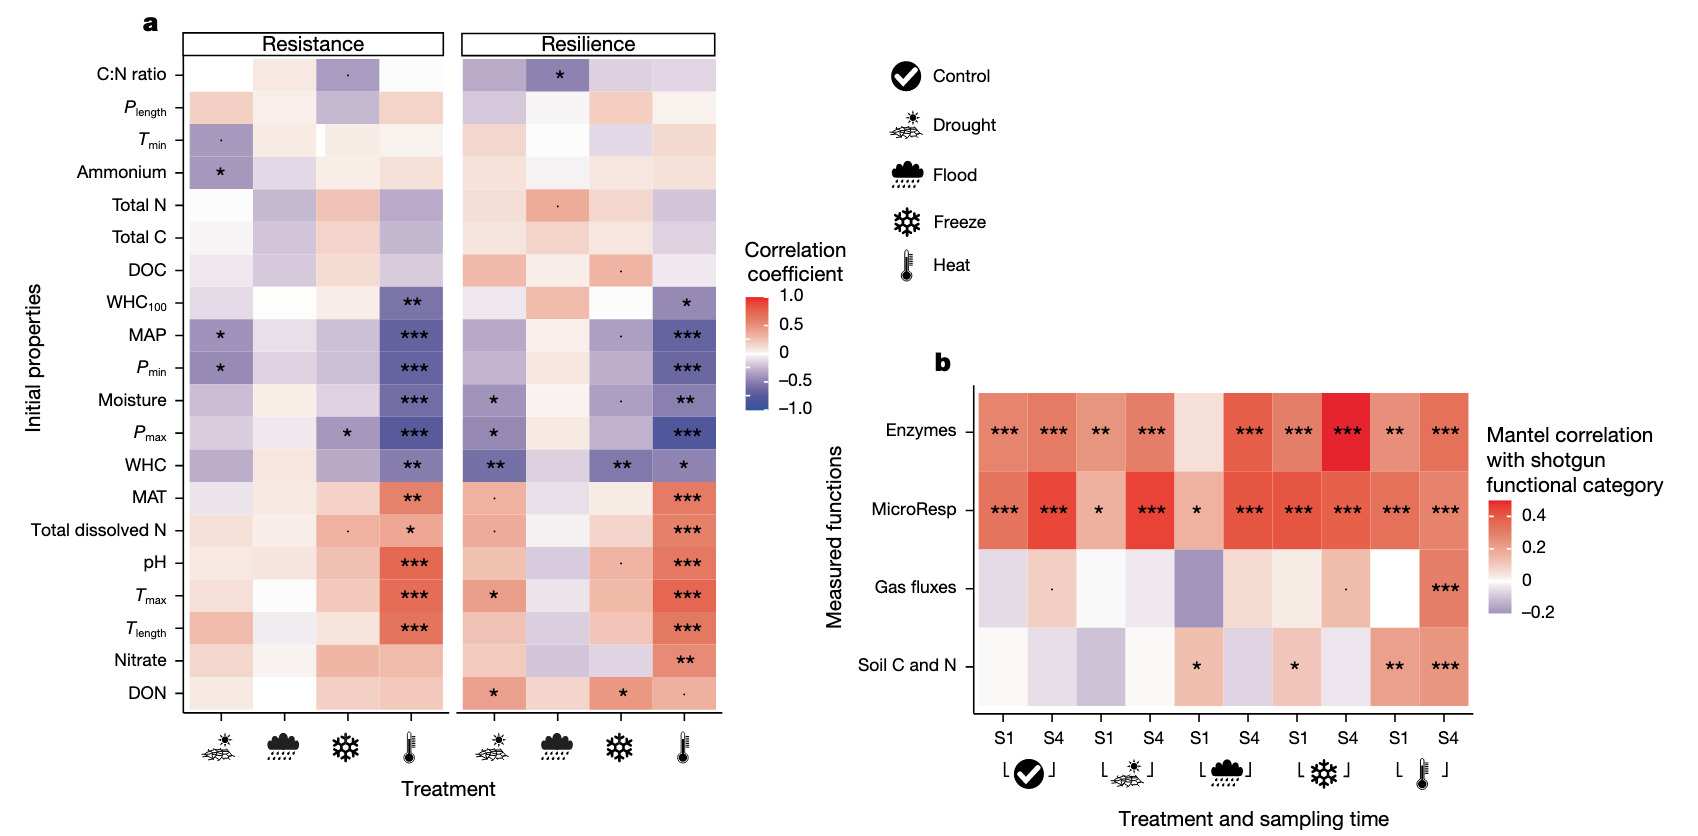 a
Resistance Resilience
C:N ratio · *
Plength
Tmin ·
Ammonium *
Total N ·
Total C
DOC ·
WHC100 ** *
MAP * *** · ***
Pmin * *** ***
Moisture *** * · **
Pmax * *** * ***
WHC ** ** ** *
MAT ** · ***
Total dissolved N · * · ***
pH *** · ***
Tmax *** * ***
Tlength *** ***
Nitrate **
DON * * ·
Initial properties
Treatment
Correlation
coefficient
1.0
0.5
0
–0.5
–1.0
Control
Drought
Flood
Freeze
Heat
b
Enzymes *** *** ** *** *** *** *** ** ***
MicroResp *** *** * *** * *** *** *** *** ***
Gas fluxes · · ***
Soil C and N * * ** ***
Measured functions
S1 S4 S1 S4 S1 S4 S1 S4 S1 S4
Treatment and sampling time
Mantel correlation
with shotgun
functional category
0.4
0.2
0
–0.2